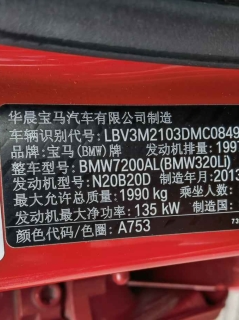 华晨宝马汽车有限公司制造
车辆识别代号:LBV3M2103DMC0849
品牌:宝马(BMW) 发动机排量:1997
整车型号:BMW7200AL(BMW320Li)
发动机型号:N20B20D 制造年月:2013
最大允许总质量:1990 kg 乘坐人数:
发动机最大净功率:135 kW 制造国:
颜色代码/色圈:A753